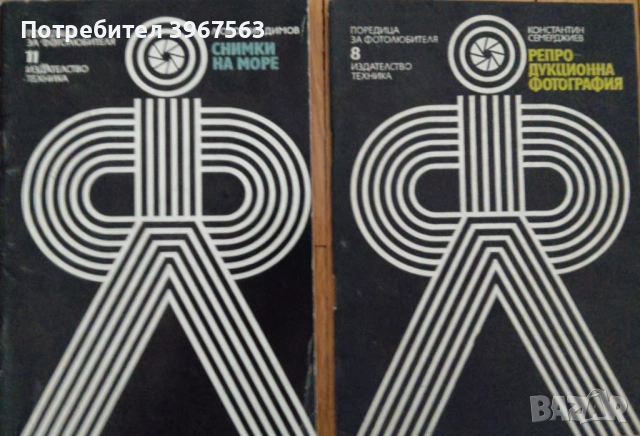 Потребител 3967563
ЗА ФОТОЛЮБИТЕЛЯ
11
ИЗДАТЕЛСТВО
ТЕХНИКА
СНИМКИ
НА МОРЕ
ПОРЕДИЦА
ЗА ФОТОЛЮБИТЕЛЯ
8
ИЗДАТЕЛСТВО
ТЕХНИКА
КОНСТАНТИН
СЕМЕРДЖИЕВ
РЕПРО
ДУКЦИОННА
ФОТОГРАФИЯ
BAZAR